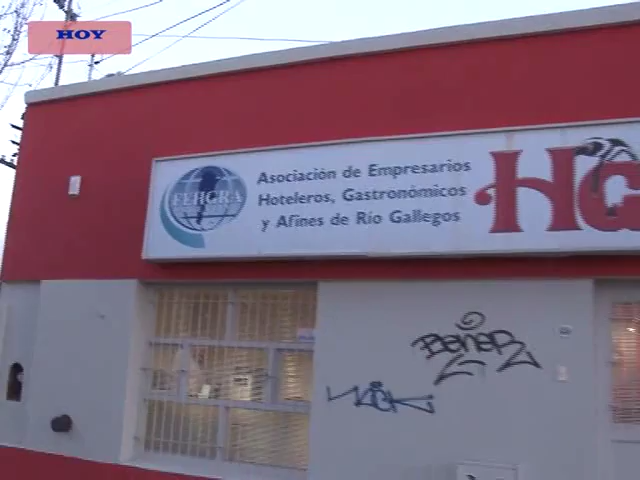 HOY
FEHGRA
Asociación de Empresarios
Hoteleros, Gastronómicos
y Afines de Río Gallegos
HG